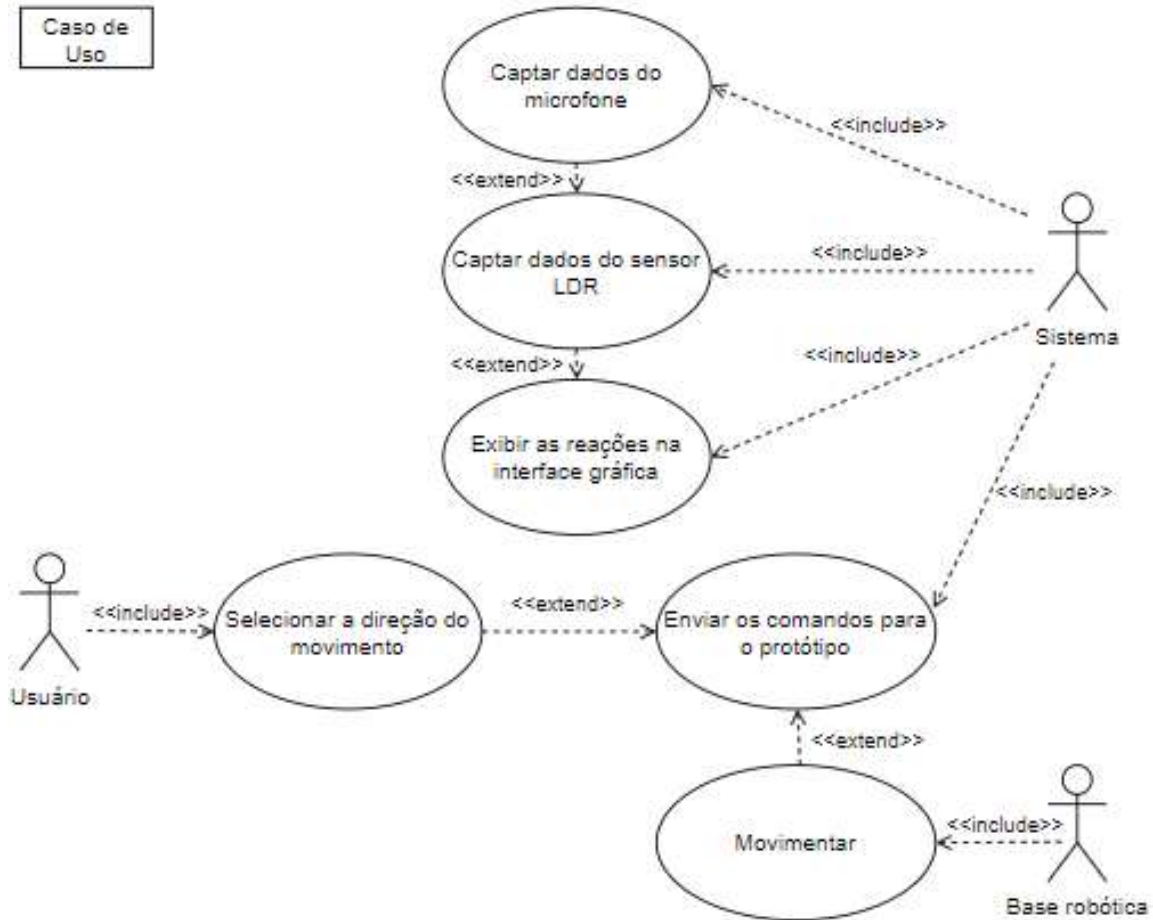 Caso de
Uso
Captar dados do
microfone
<<include>>
<<extend>>
Captar dados do sensor
LDR
<<include>>
Sistema
<<extend>>
<<include>>
Exibir as reações na
interface gráfica
<<include>>
Usuário
<<include>>
Selecionar a direção do
movimento
<<extend>>
Enviar os comandos para
o protótipo
<<extend>>
Movimentar
<<include>>
Base robótica